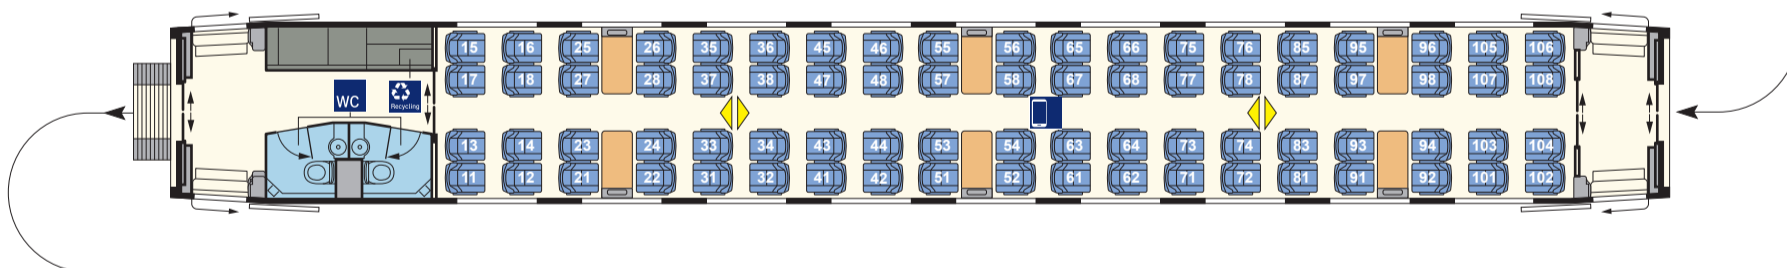 15 16 25 26 35 36 45 46 55 56 65 66 75 76 85 95 96 105 106
17 18 27 28 37 38 47 48 57 58 67 68 77 78 87 97 98 107 108
WC
Recycling
13 14 23 24 33 34 43 44 53 54 63 64 73 74 83 93 94 103 104
11 12 21 22 31 32 41 42 51 52 61 62 71 72 81 91 92 101 102